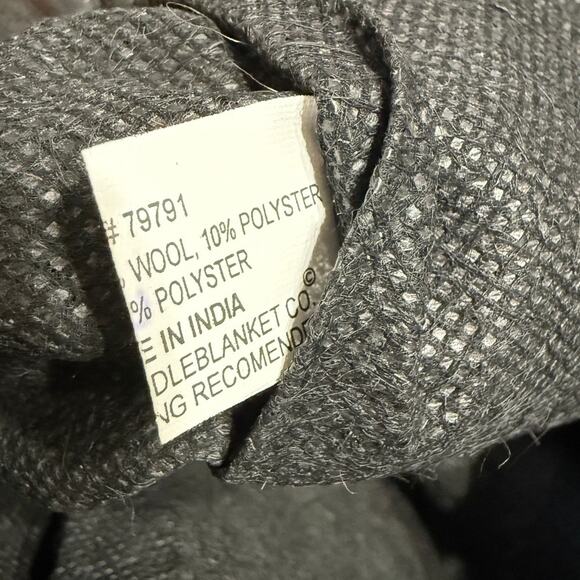 # 79791
WOOL, 10% POLYSTER
% POLYSTER
E IN INDIA
DLEBLANKET CO. ©
NG RECOMENDE